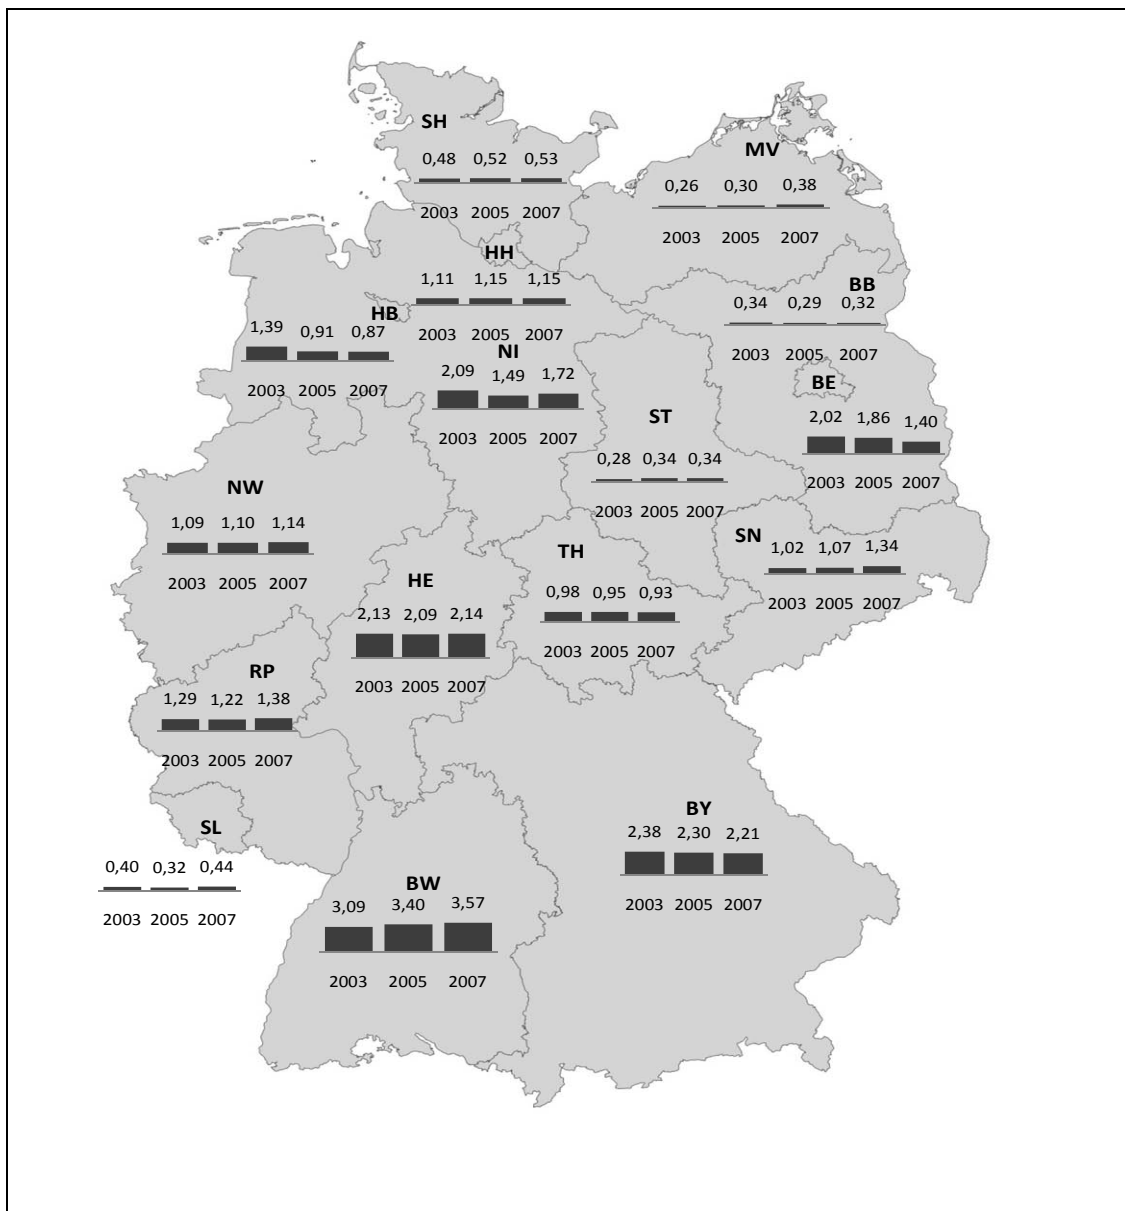 SH
0,48 0,52 0,53
2003 2005 2007
MV
0,26 0,30 0,38
2003 2005 2007
HH
1,11 1,15 1,15
2003 2005 2007
BB
0,34 0,29 0,32
2003 2005 2007
HB
1,39 0,91 0,87
2003 2005 2007
NI
2,09 1,49 1,72
2003 2005 2007
BE
2,02 1,86 1,40
2003 2005 2007
ST
0,28 0,34 0,34
2003 2005 2007
NW
1,09 1,10 1,14
2003 2005 2007
SN
1,02 1,07 1,34
2003 2005 2007
TH
0,98 0,95 0,93
2003 2005 2007
HE
2,13 2,09 2,14
2003 2005 2007
RP
1,29 1,22 1,38
2003 2005 2007
BY
2,38 2,30 2,21
2003 2005 2007
SL
0,40 0,32 0,44
2003 2005 2007
BW
3,09 3,40 3,57
2003 2005 2007